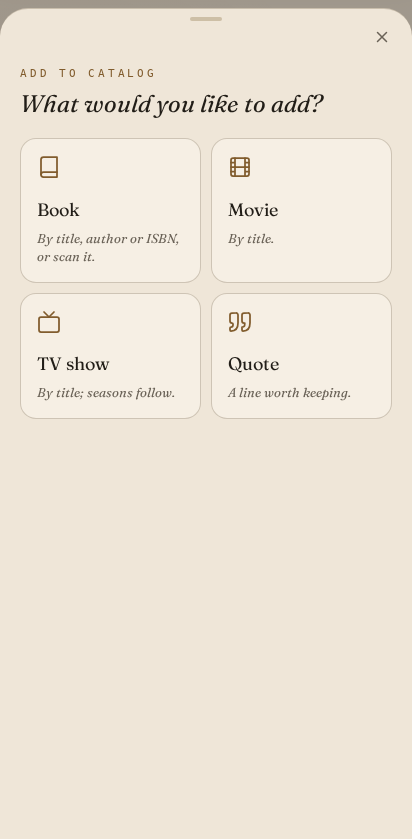 ADD TO CATALOG
What would you like to add?
Book
By title, author or ISBN,
or scan it.
Movie
By title.
TV show
By title; seasons follow.
Quote
A line worth keeping.